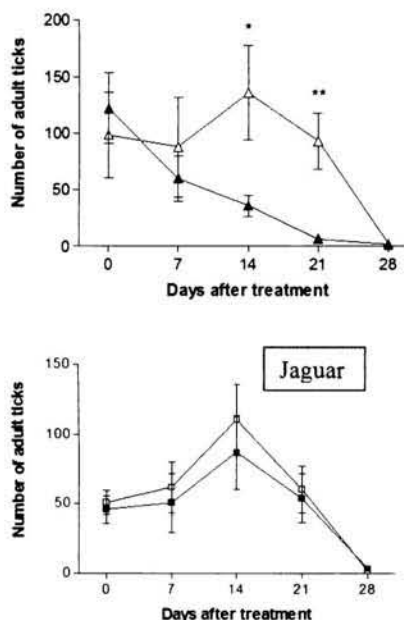 200
150
100
50
0
Number of adult ticks
*
**
0 7 14 21 28
Days after treatment
150
100
50
0
Number of adult ticks
Jaguar
0 7 14 21 28
Days after treatment